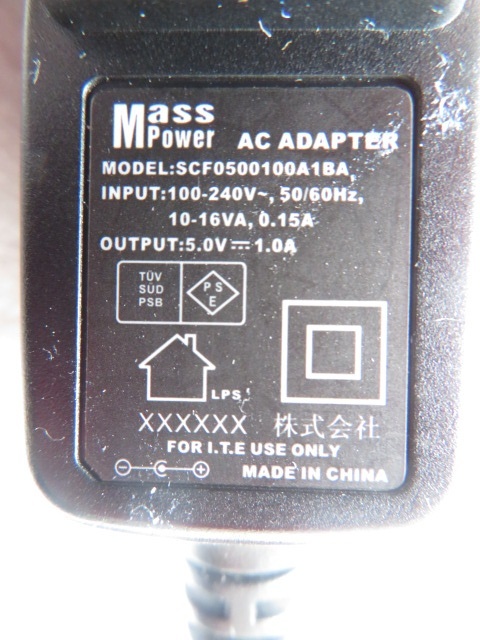 Mass
Power
AC ADAPTER
MODEL:SCF0500100A1BA,
INPUT:100-240V~, 50/60Hz,
10-16VA, 0.15A
OUTPUT:5.0V⎓1.0A
TÜV
SÜD
PSB
PS
E
LPS
XXXXXX 株式会社
FOR I.T.E USE ONLY
MADE IN CHINA